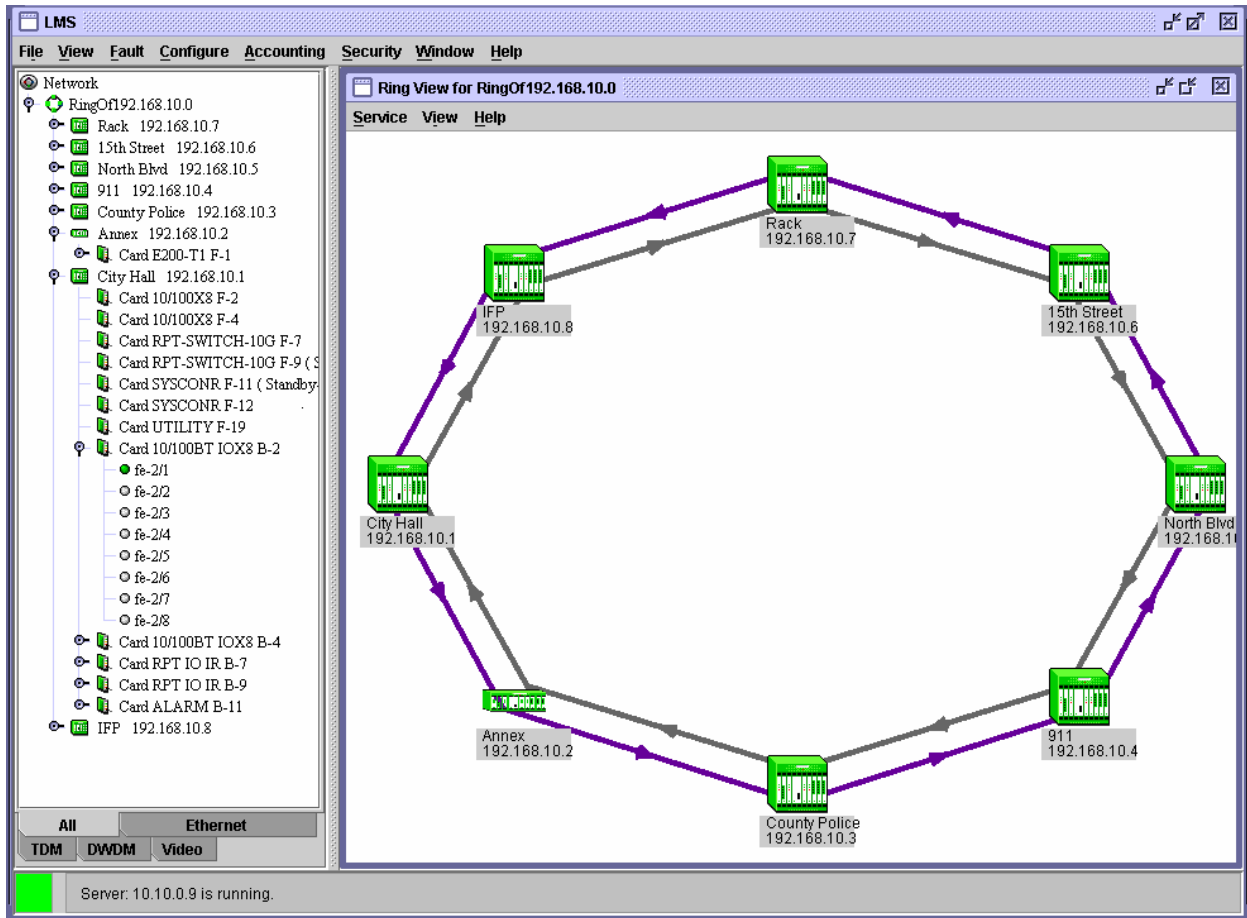 LMS
File View Fault Configure Accounting Security Window Help
Network
RingOf192.168.10.0
Rack 192.168.10.7
15th Street 192.168.10.6
North Blvd 192.168.10.5
911 192.168.10.4
County Police 192.168.10.3
Annex 192.168.10.2
Card E200-T1 F-1
City Hall 192.168.10.1
Card 10/100X8 F-2
Card 10/100X8 F-4
Card RPT-SWITCH-10G F-7
Card RPT-SWITCH-10G F-9 ( S
Card SYSCONR F-11 ( Standby-
Card SYSCONR F-12
Card UTILITY F-19
Card 10/100BT IOX8 B-2
fe-2/1
fe-2/2
fe-2/3
fe-2/4
fe-2/5
fe-2/6
fe-2/7
fe-2/8
Card 10/100BT IOX8 B-4
Card RPT IO IR B-7
Card RPT IO IR B-9
Card ALARM B-11
IFP 192.168.10.8
All Ethernet
TDM DWDM Video
Ring View for RingOf192.168.10.0
Service View Help
Rack
192.168.10.7
IFP
192.168.10.8
15th Street
192.168.10.6
City Hall
192.168.10.1
North Blvd
192.168.1
Annex
192.168.10.2
911
192.168.10.4
County Police
192.168.10.3
Server: 10.10.0.9 is running.